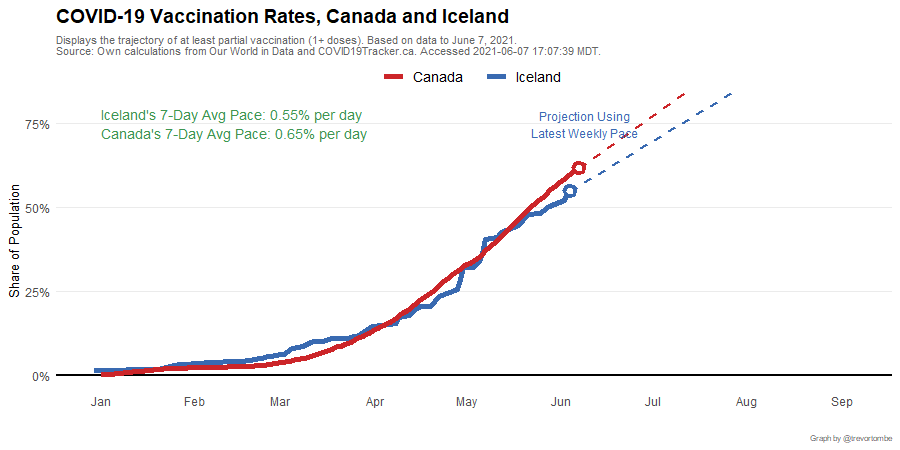 COVID-19 Vaccination Rates, Canada and Iceland
Displays the trajectory of at least partial vaccination (1+ doses). Based on data to June 7, 2021.
Source: Own calculations from Our World in Data and COVID19Tracker.ca. Accessed 2021-06-07 17:07:39 MDT.
Canada Iceland
Iceland's 7-Day Avg Pace: 0.55% per day
Canada's 7-Day Avg Pace: 0.65% per day
Projection Using
Latest Weekly Pace
Share of Population
75%
50%
25%
0%
Jan Feb Mar Apr May Jun Jul Aug Sep
Graph by @trevortombe